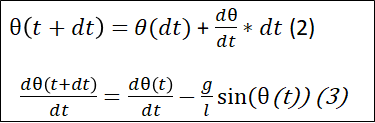 θ(t + dt) = θ(dt) + dθ/dt * dt (2)
dθ(t+dt)/dt = dθ(t)/dt − g/l sin(θ(t)) (3)